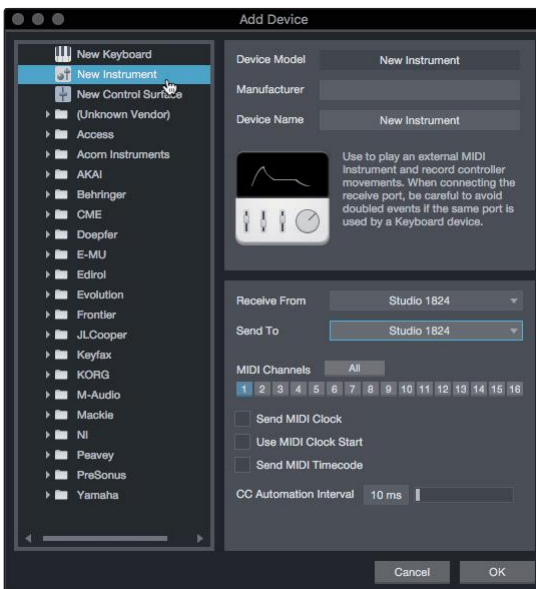 Add Device
New Keyboard
New Instrument
New Control Surface
(Unknown Vendor)
Access
Acorn Instruments
AKAI
Behringer
CME
Doepfer
E-MU
Edirol
Evolution
Frontier
JLCooper
Keyfax
KORG
M-Audio
Mackie
NI
Peavey
PreSonus
Yamaha
Device Model New Instrument
Manufacturer
Device Name New Instrument
Use to play an external MIDI
Instrument and record controller
movements. When connecting the
receive port, be careful to avoid
doubled events if the same port is
used by a Keyboard device.
Receive From Studio 1824
Send To Studio 1824
MIDI Channels All
1 2 3 4 5 6 7 8 9 10 11 12 13 14 15 16
Send MIDI Clock
Use MIDI Clock Start
Send MIDI Timecode
CC Automation Interval 10 ms
Cancel OK